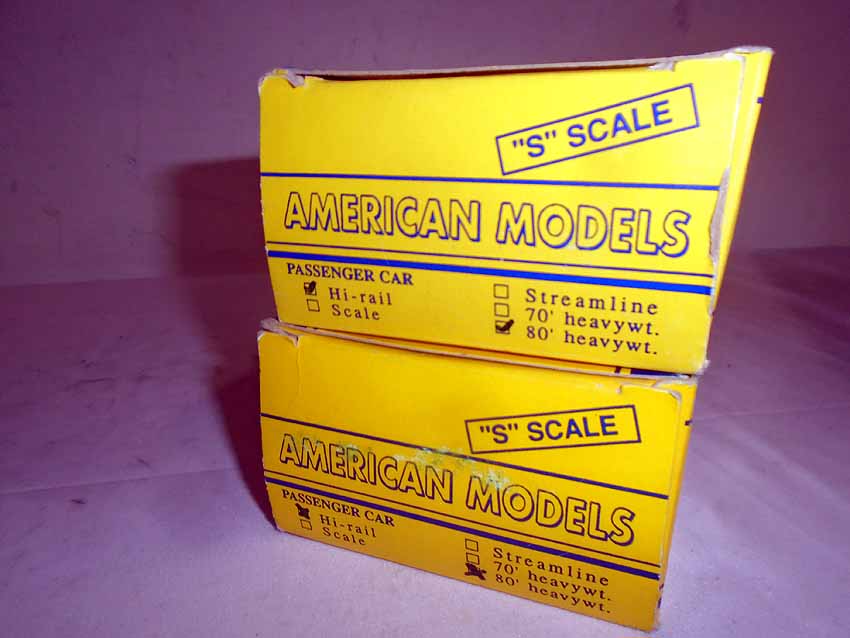 "S" SCALE
AMERICAN MODELS
PASSENGER CAR
Hi-rail
Scale
Streamline
70' heavywt.
80' heavywt.
"S" SCALE
AMERICAN MODELS
PASSENGER CAR
Hi-rail
Scale
Streamline
70' heavywt.
80' heavywt.